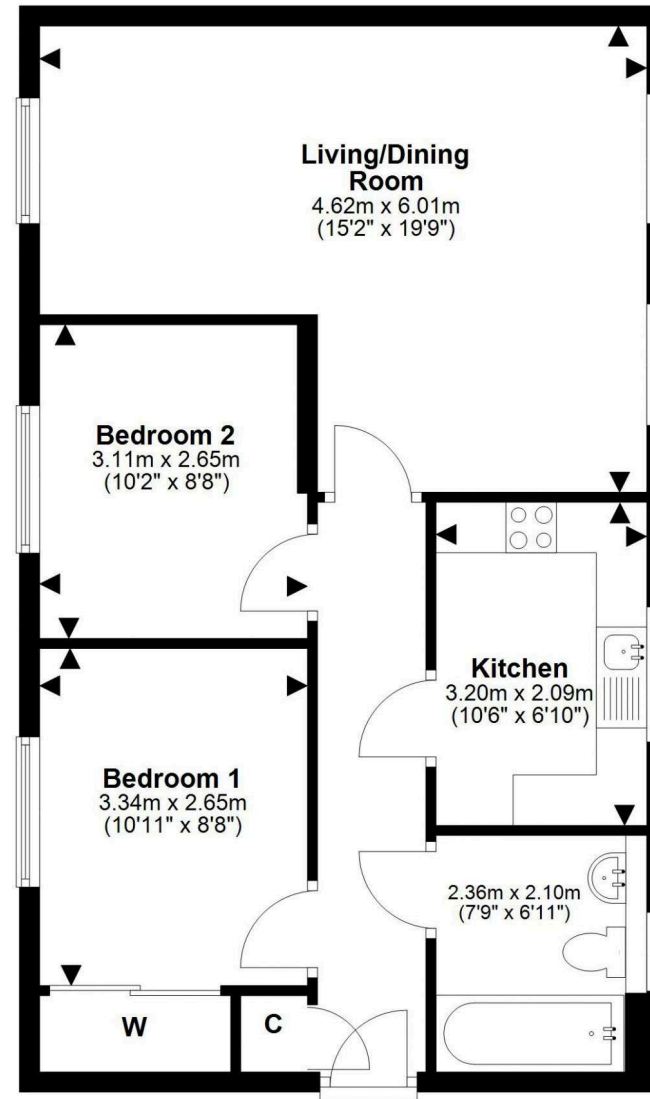 Living/Dining
Room
4.62m x 6.01m
(15'2" x 19'9")
Bedroom 2
3.11m x 2.65m
(10'2" x 8'8")
Kitchen
3.20m x 2.09m
(10'6" x 6'10")
Bedroom 1
3.34m x 2.65m
(10'11" x 8'8")
2.36m x 2.10m
(7'9" x 6'11")
W
C